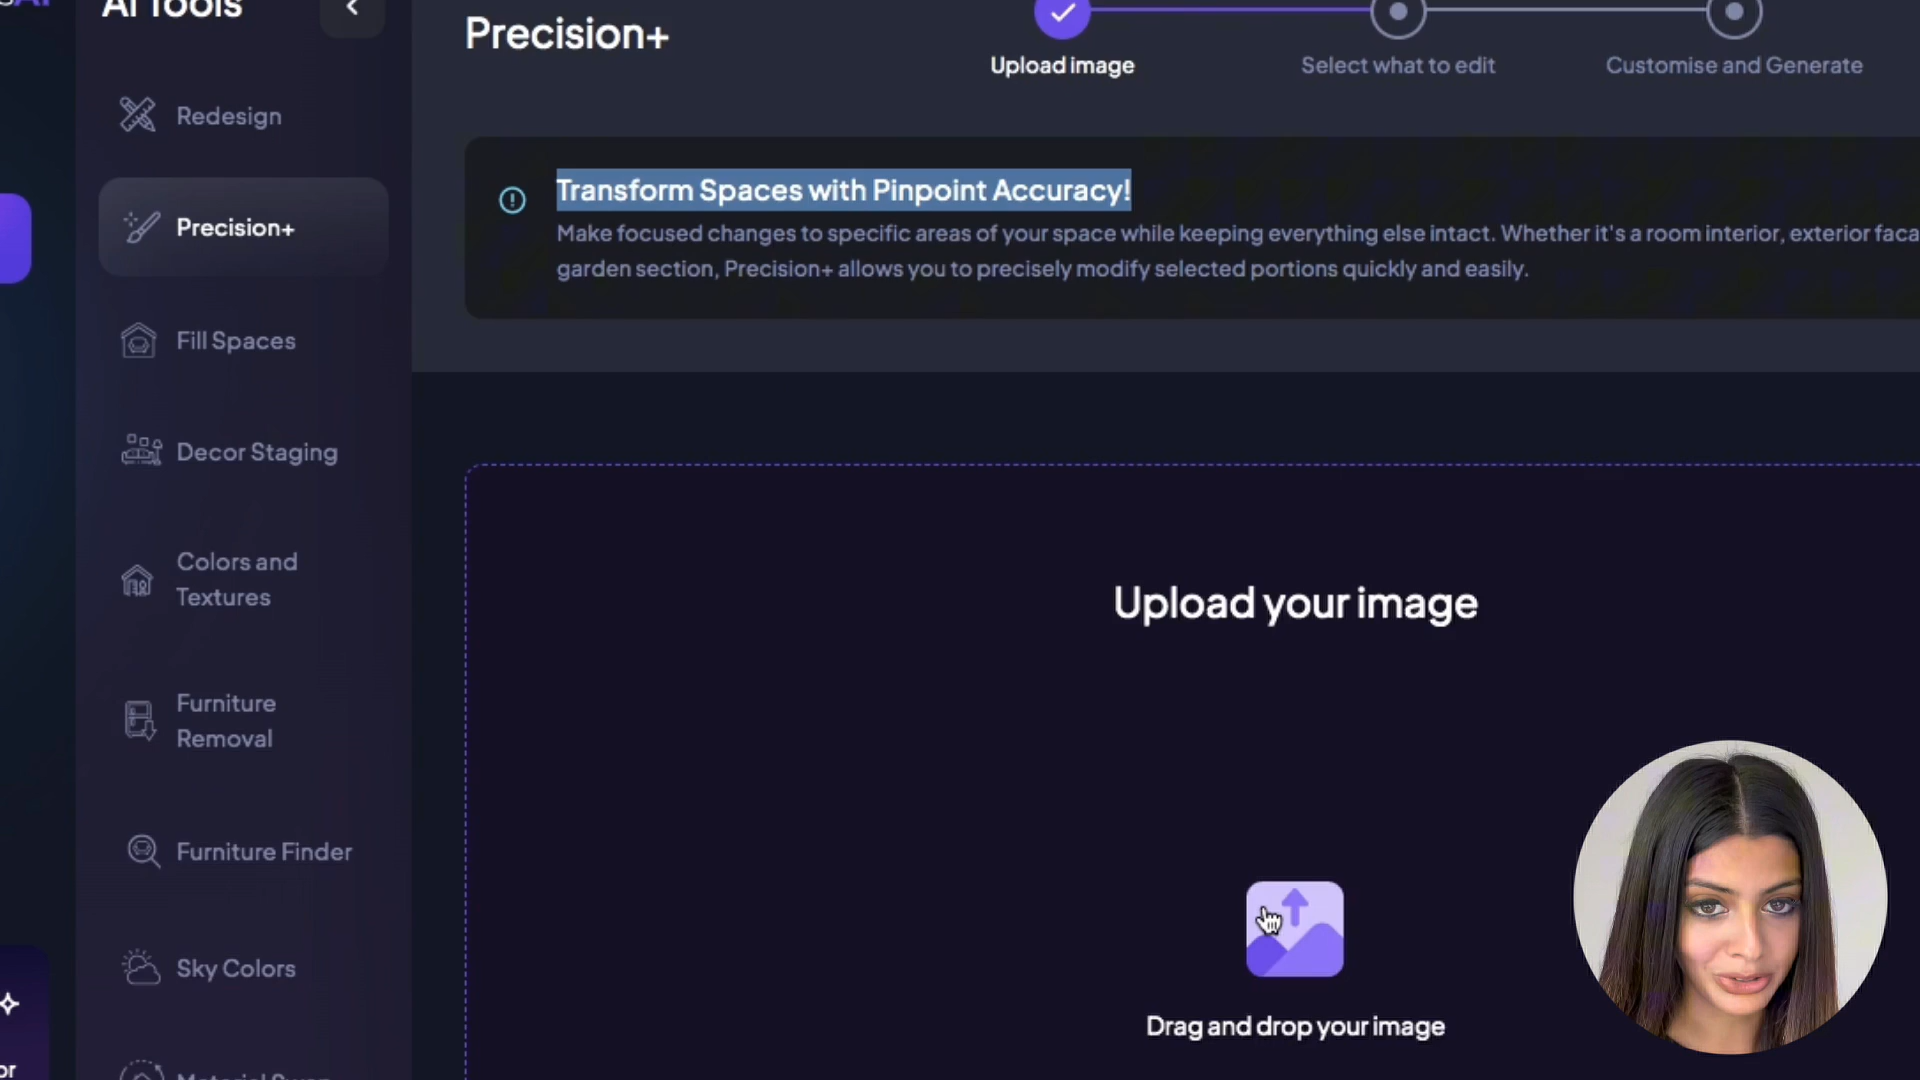 AI Tools
Precision+
Upload image
Select what to edit
Customise and Generate
Redesign
Precision+
Fill Spaces
Decor Staging
Colors and
Textures
Furniture
Removal
Furniture Finder
Sky Colors
Transform Spaces with Pinpoint Accuracy!
Make focused changes to specific areas of your space while keeping everything else intact. Whether it's a room interior, exterior faca
garden section, Precision+ allows you to precisely modify selected portions quickly and easily.
Upload your image
Drag and drop your image
or